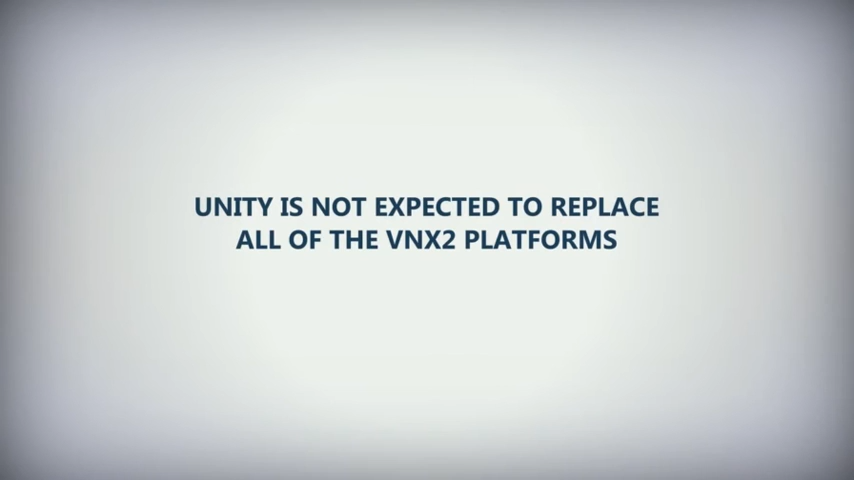 UNITY IS NOT EXPECTED TO REPLACE
ALL OF THE VNX2 PLATFORMS